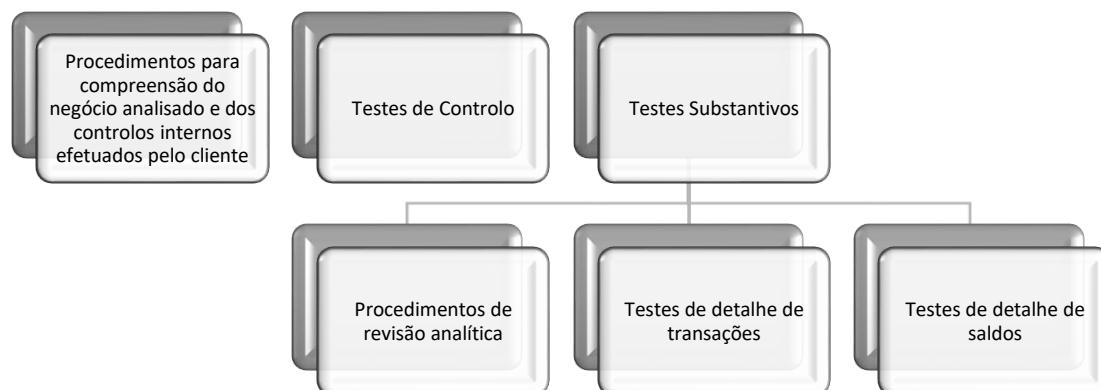 Procedimentos para
compreensão do
negócio analisado e dos
controlos internos
efetuados pelo cliente
Testes de Controlo
Testes Substantivos
Procedimentos de
revisão analítica
Testes de detalhe de
transações
Testes de detalhe de
saldos